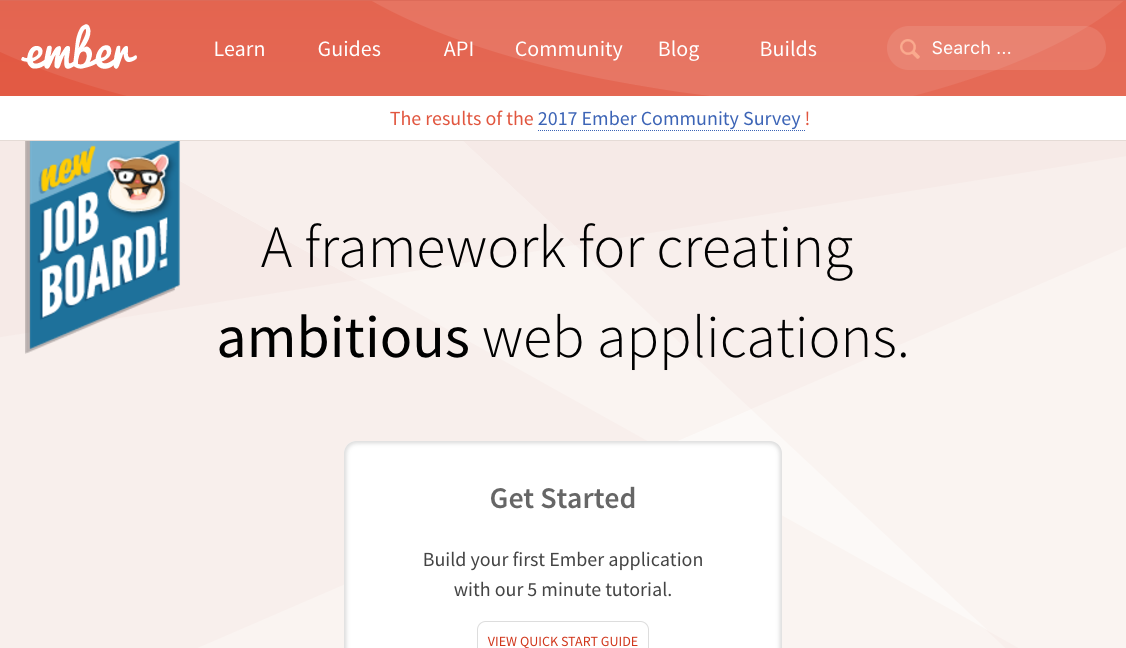 ember
Learn Guides API Community Blog Builds Search ...
The results of the 2017 Ember Community Survey !
new
JOB
BOARD!
A framework for creating
ambitious web applications.
Get Started
Build your first Ember application
with our 5 minute tutorial.
VIEW QUICK START GUIDE